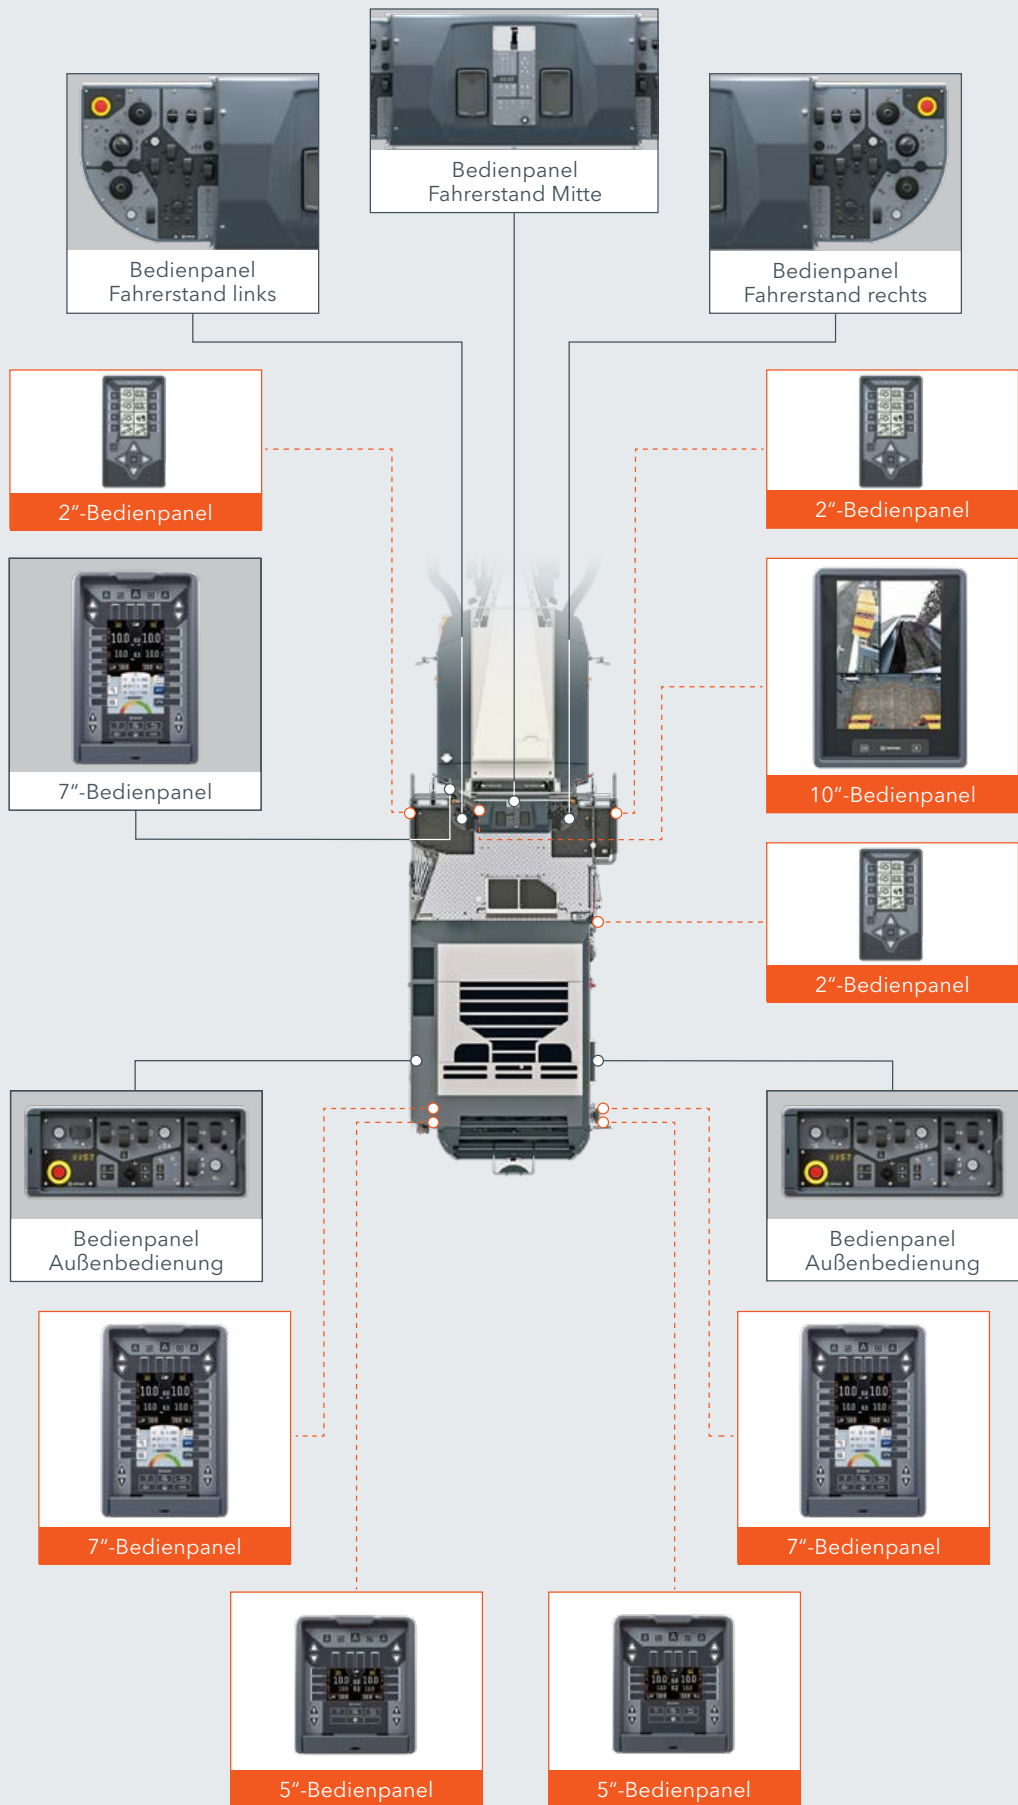 Bedienpanel
Fahrerstand Mitte
Bedienpanel
Fahrerstand links
Bedienpanel
Fahrerstand rechts
2“-Bedienpanel
2“-Bedienpanel
7“-Bedienpanel
10“-Bedienpanel
2“-Bedienpanel
Bedienpanel
Außenbedienung
Bedienpanel
Außenbedienung
7“-Bedienpanel
7“-Bedienpanel
5“-Bedienpanel
5“-Bedienpanel